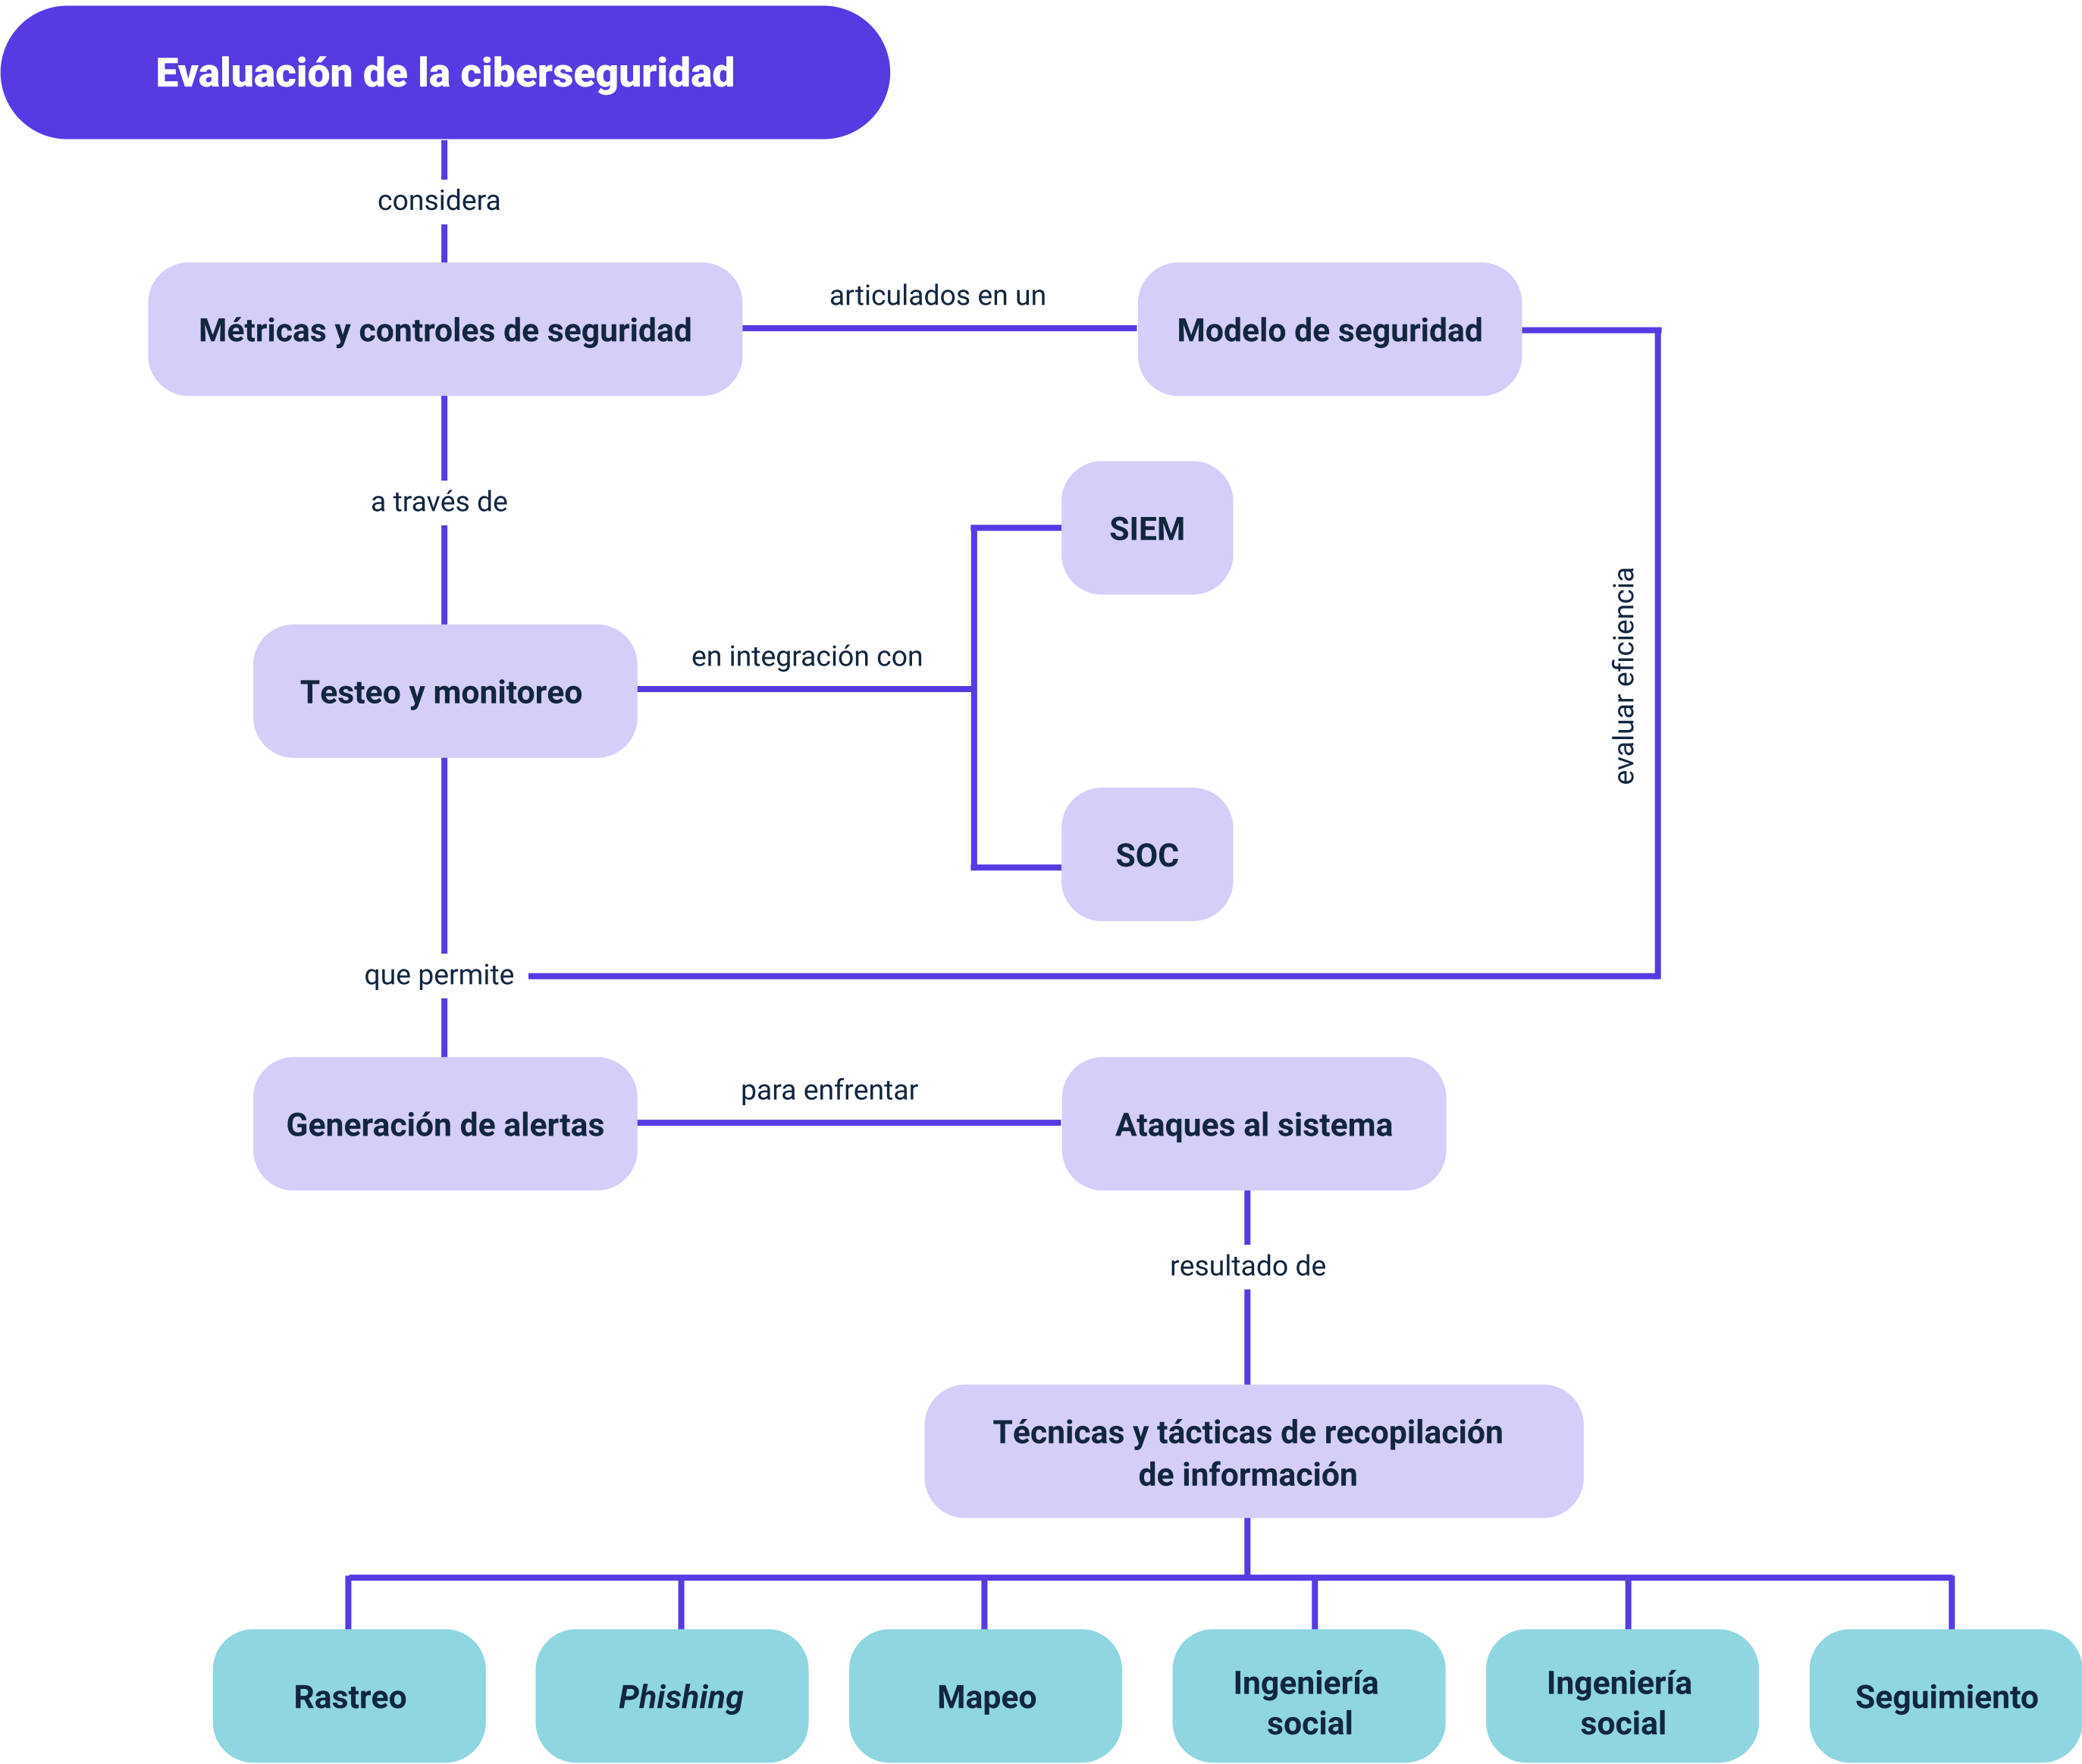 Evaluación de la ciberseguridad
considera
articulados en un
Métricas y controles de seguridad
Modelo de seguridad
a través de
SIEM
en integración con
evaluar eficiencia
Testeo y monitoreo
SOC
que permite
para enfrentar
Generación de alertas
Ataques al sistema
resultado de
Técnicas y tácticas de recopilación
de información
Rastreo
Phishing
Mapeo
Ingeniería
social
Ingeniería
social
Seguimiento